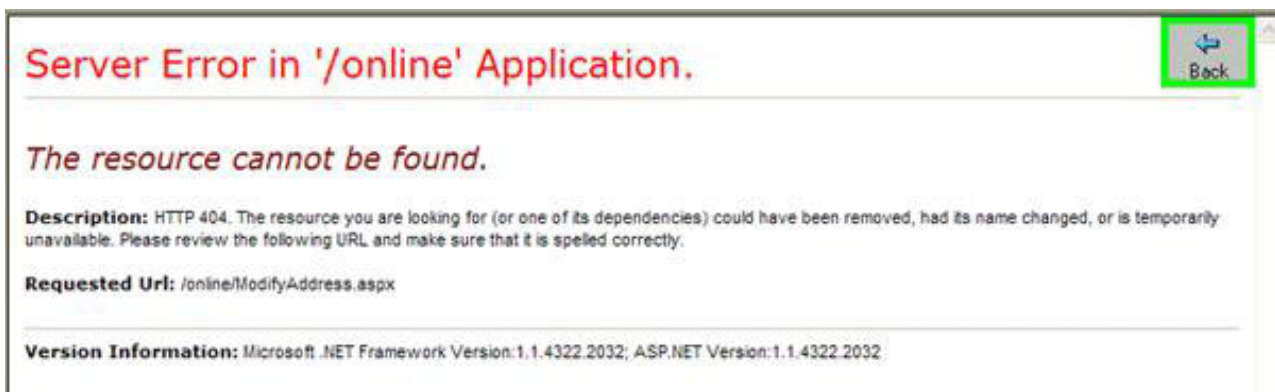 Server Error in '/online' Application.
Back
The resource cannot be found.
Description: HTTP 404. The resource you are looking for (or one of its dependencies) could have been removed, had its name changed, or is temporarily
unavailable. Please review the following URL and make sure that it is spelled correctly.
Requested Url: /online/ModifyAddress.aspx
Version Information: Microsoft .NET Framework Version:1.1.4322.2032; ASP.NET Version:1.1.4322.2032